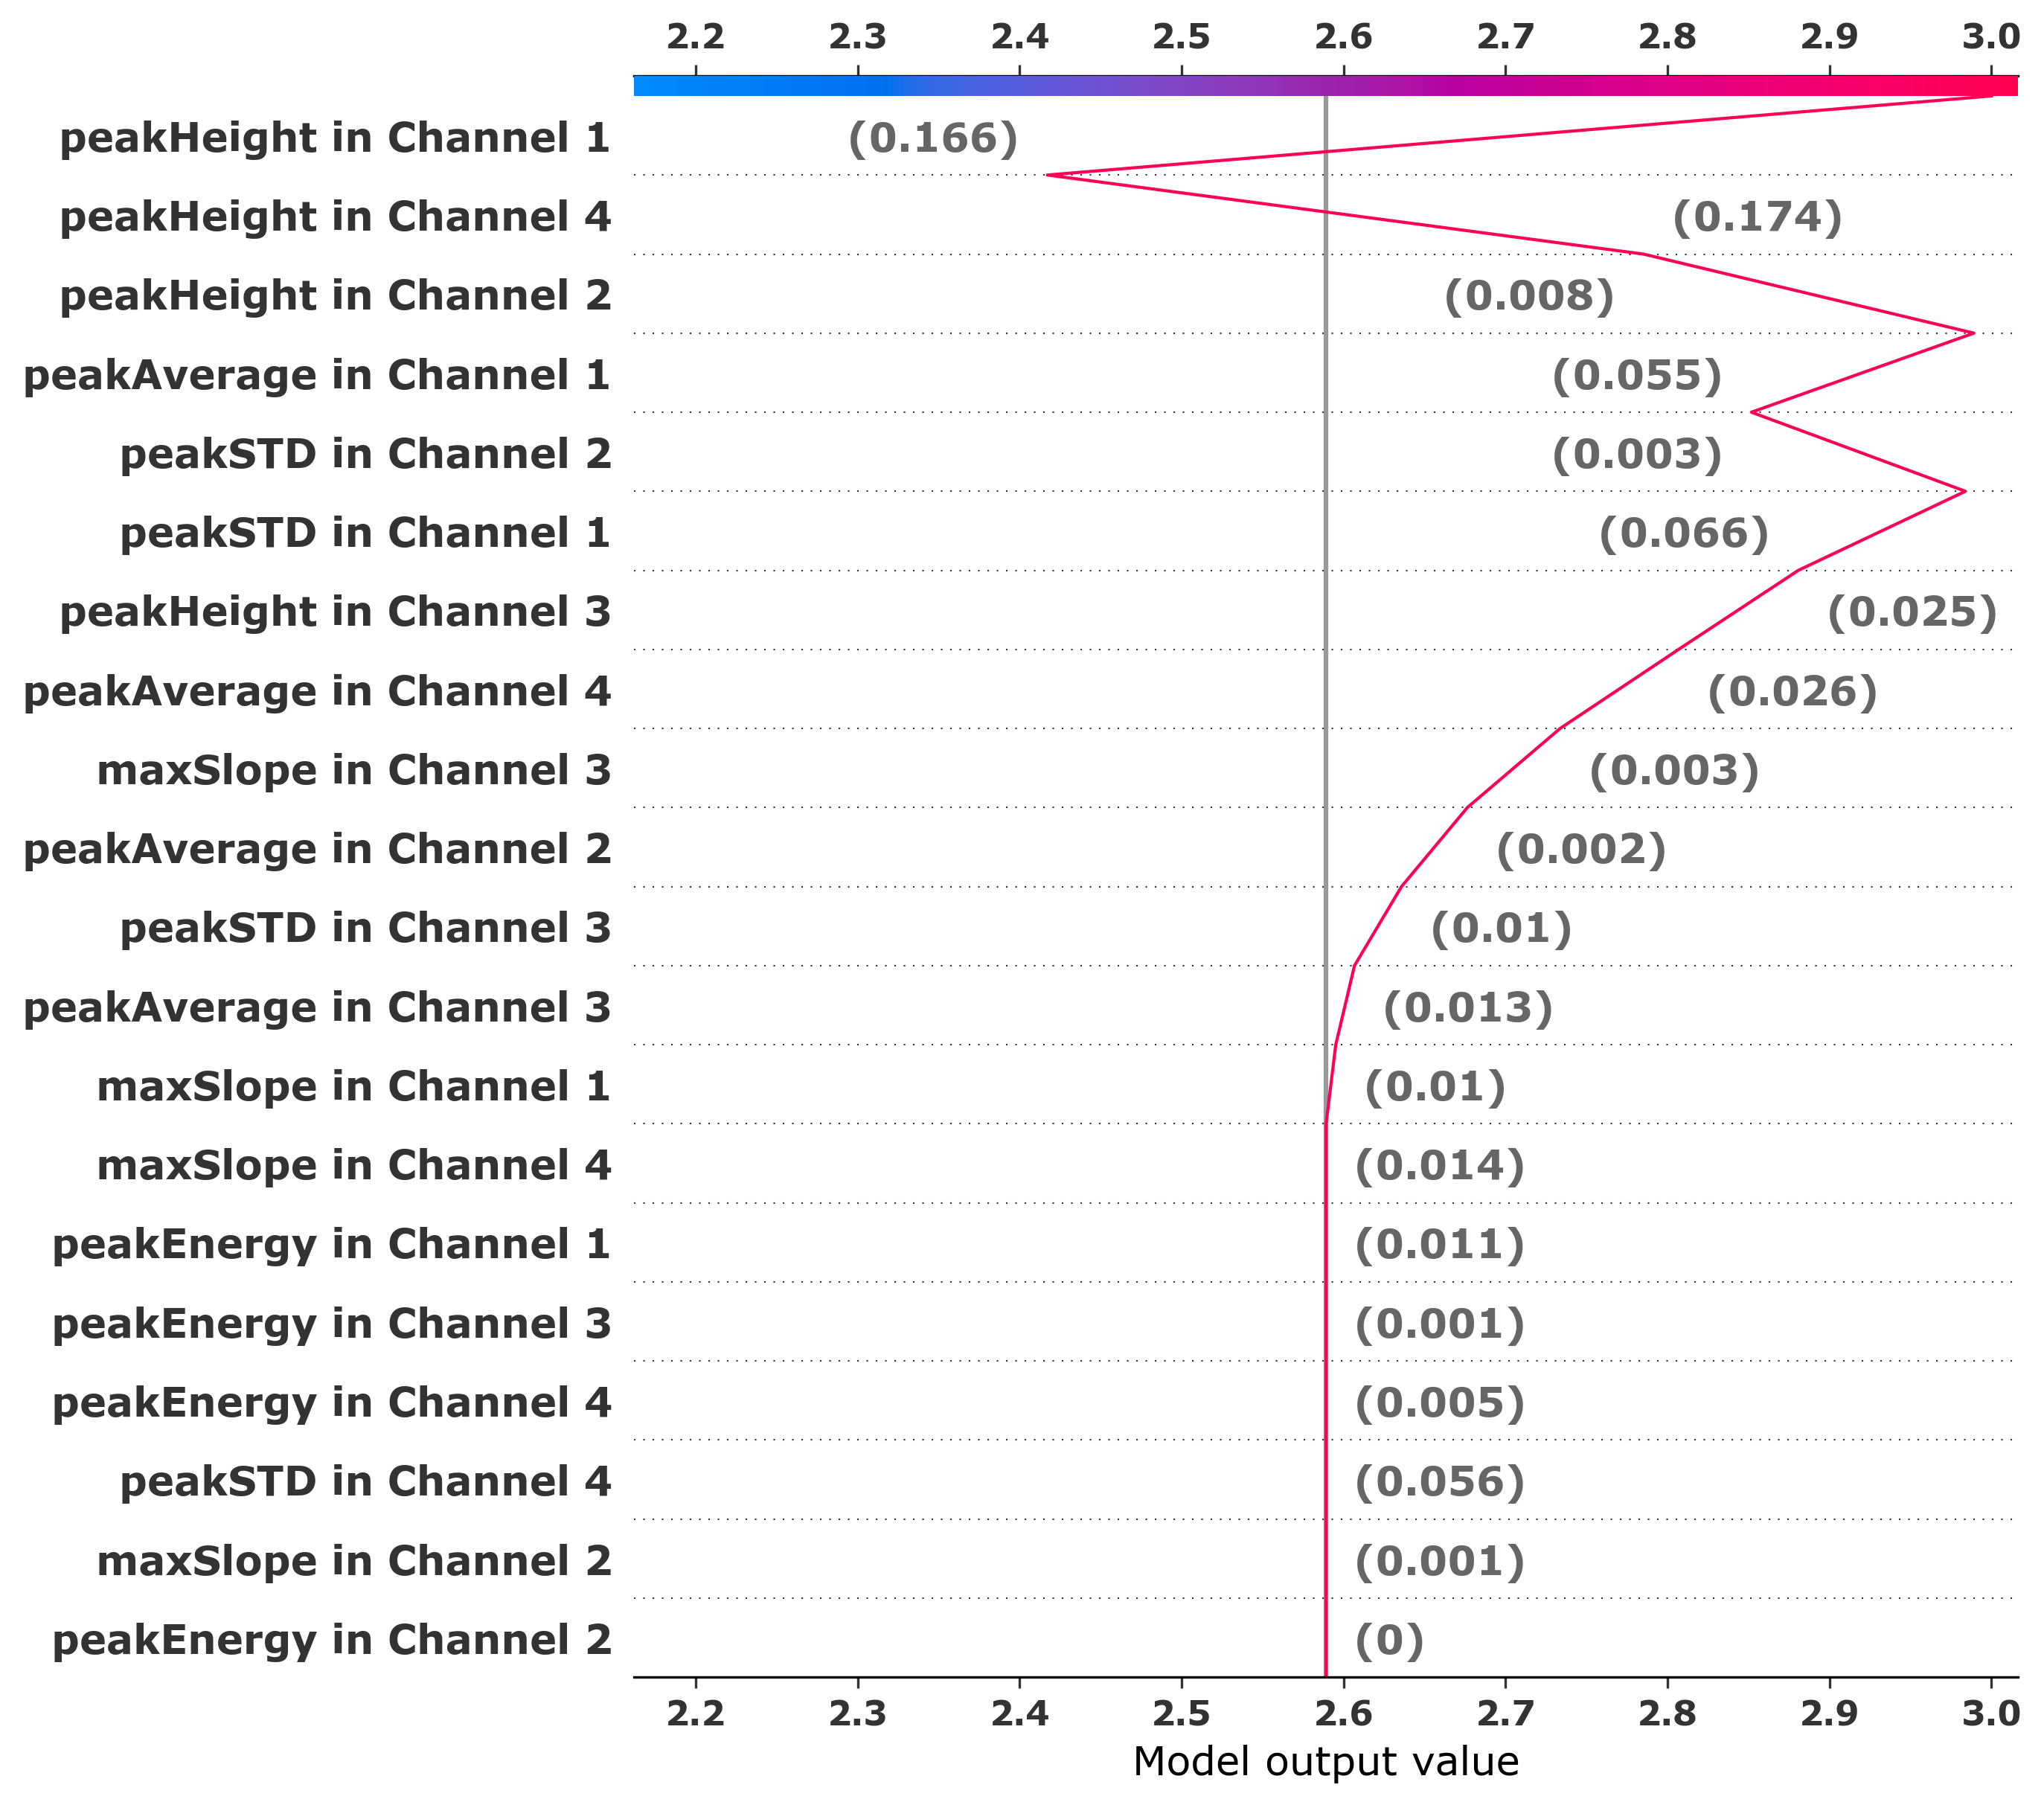 2.2 2.3 2.4 2.5 2.6 2.7 2.8 2.9 3.0
peakHeight in Channel 1 (0.166)
peakHeight in Channel 4 (0.174)
peakHeight in Channel 2 (0.008)
peakAverage in Channel 1 (0.055)
peakSTD in Channel 2 (0.003)
peakSTD in Channel 1 (0.066)
peakHeight in Channel 3 (0.025)
peakAverage in Channel 4 (0.026)
maxSlope in Channel 3 (0.003)
peakAverage in Channel 2 (0.002)
peakSTD in Channel 3 (0.01)
peakAverage in Channel 3 (0.013)
maxSlope in Channel 1 (0.01)
maxSlope in Channel 4 (0.014)
peakEnergy in Channel 1 (0.011)
peakEnergy in Channel 3 (0.001)
peakEnergy in Channel 4 (0.005)
peakSTD in Channel 4 (0.056)
maxSlope in Channel 2 (0.001)
peakEnergy in Channel 2 (0)
2.2 2.3 2.4 2.5 2.6 2.7 2.8 2.9 3.0
Model output value